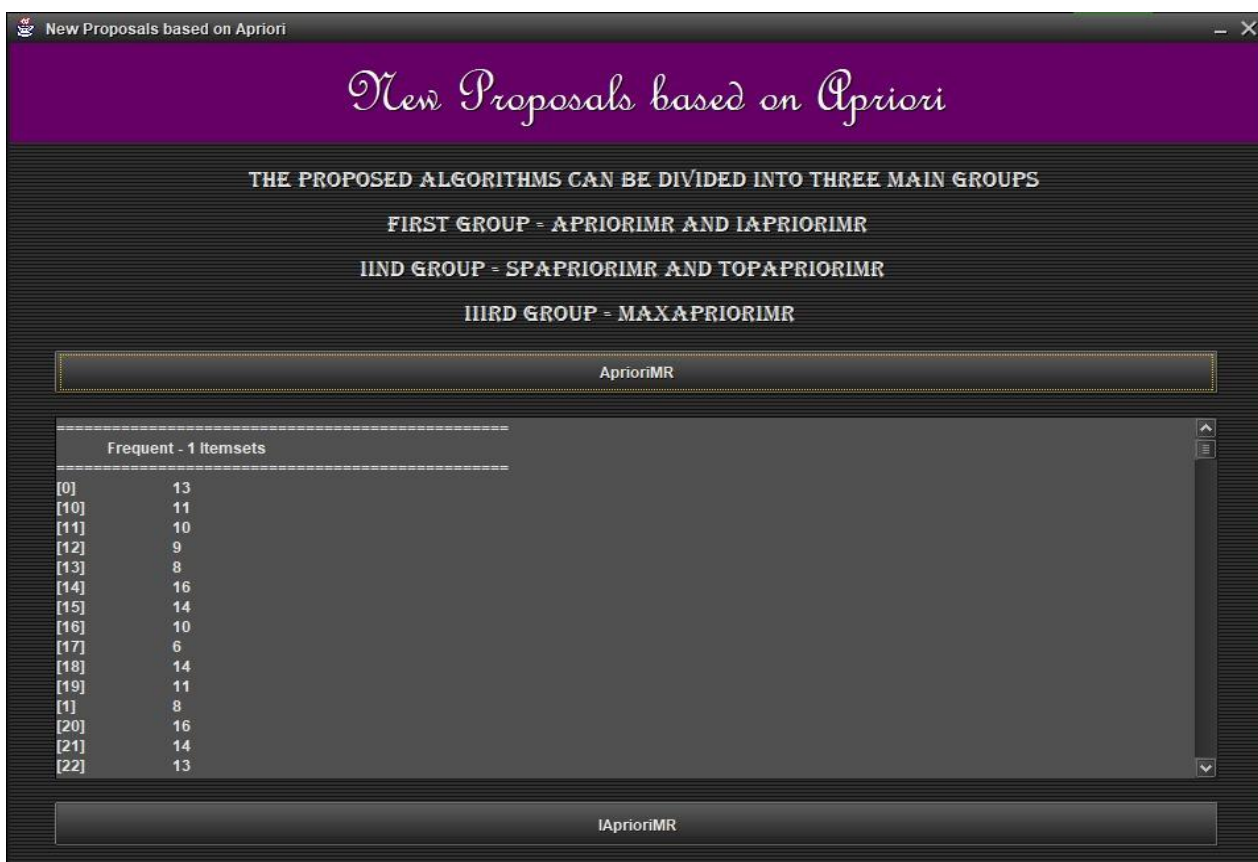 New Proposals based on Apriori
New Proposals based on Apriori
THE PROPOSED ALGORITHMS CAN BE DIVIDED INTO THREE MAIN GROUPS
FIRST GROUP - APRIORIMR AND IAPRIORIMR
IIND GROUP - SPAPRIORIMR AND TOPAPRIORIMR
IIIRD GROUP - MAXAPRIORIMR
AprioriMR
=================================================
Frequent - 1 Itemsets
=================================================
[0] 13
[10] 11
[11] 10
[12] 9
[13] 8
[14] 16
[15] 14
[16] 10
[17] 6
[18] 14
[19] 11
[1] 8
[20] 16
[21] 14
[22] 13
IAprioriMR